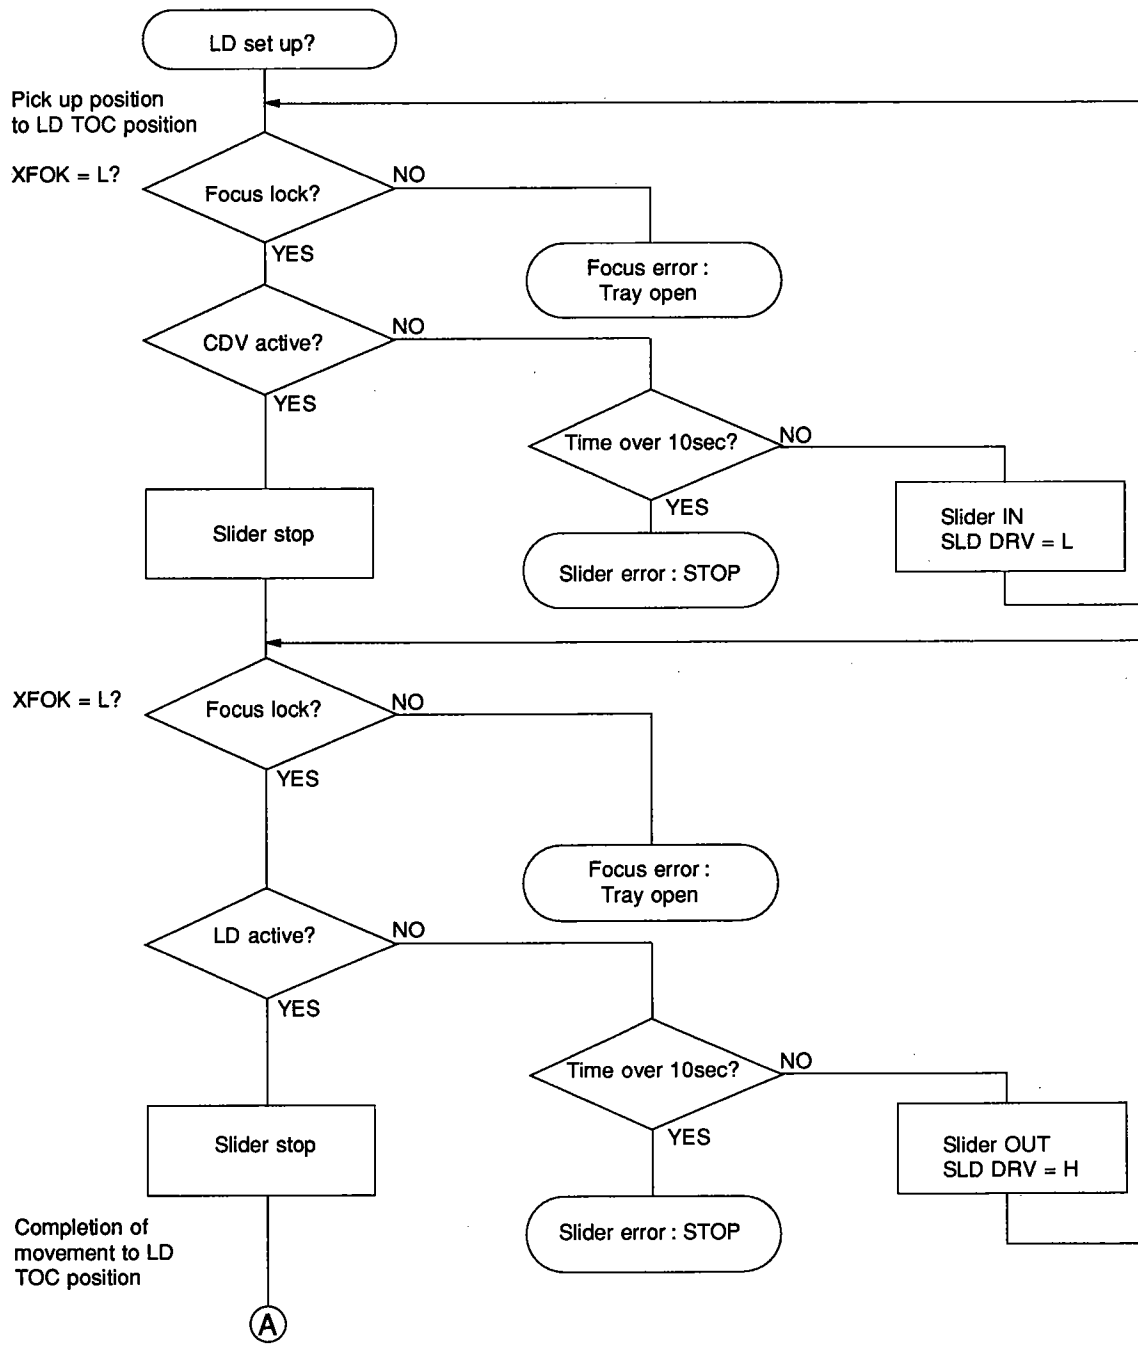 LD set up?
Pick up position
to LD TOC position
XFOK = L?
Focus lock?
NO
YES
Focus error :
Tray open
CDV active?
NO
YES
Time over 10sec?
NO
YES
Slider stop
Slider error : STOP
Slider IN
SLD DRV = L
XFOK = L?
Focus lock?
NO
YES
Focus error :
Tray open
LD active?
NO
YES
Time over 10sec?
NO
YES
Slider stop
Slider OUT
SLD DRV = H
Slider error : STOP
Completion of
movement to LD
TOC position
A